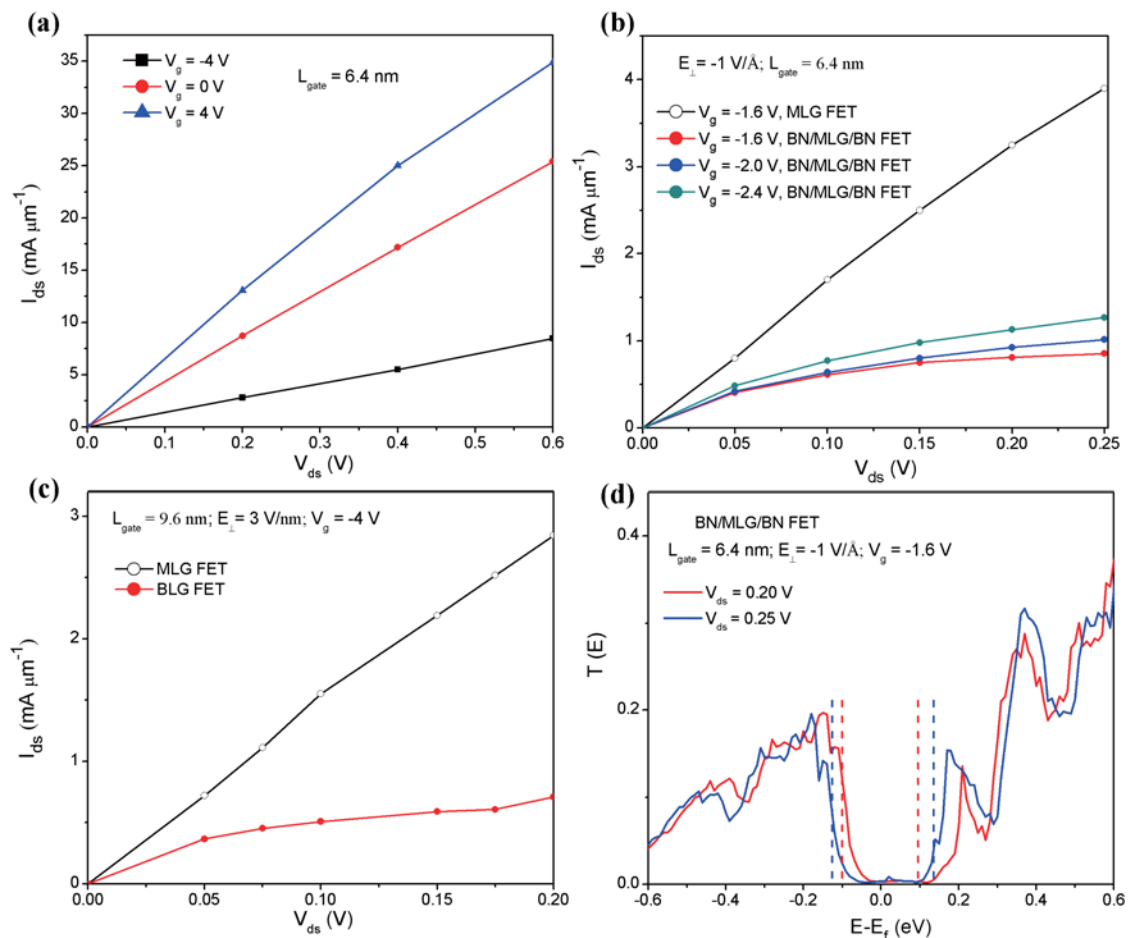 (a)
35
30
25
20
15
10
5
0
I_ds (mA μm⁻¹)
V_g = -4 V
V_g = 0 V
V_g = 4 V
L_gate = 6.4 nm
0.0 0.1 0.2 0.3 0.4 0.5 0.6
V_ds (V)
(b)
4
3
2
1
0
I_ds (mA μm⁻¹)
E_⊥= -1 V/Å; L_gate = 6.4 nm
V_g = -1.6 V, MLG FET
V_g = -1.6 V, BN/MLG/BN FET
V_g = -2.0 V, BN/MLG/BN FET
V_g = -2.4 V, BN/MLG/BN FET
0.00 0.05 0.10 0.15 0.20 0.25
V_ds (V)
(c)
3
2
1
0
I_ds (mA μm⁻¹)
L_gate = 9.6 nm; E_⊥= 3 V/nm; V_g = -4 V
MLG FET
BLG FET
0.00 0.05 0.10 0.15 0.20
V_ds (V)
(d)
0.4
0.2
0.0
T (E)
BN/MLG/BN FET
L_gate = 6.4 nm; E_⊥= -1 V/Å; V_g = -1.6 V
V_ds = 0.20 V
V_ds = 0.25 V
-0.6 -0.4 -0.2 0.0 0.2 0.4 0.6
E-E_f (eV)